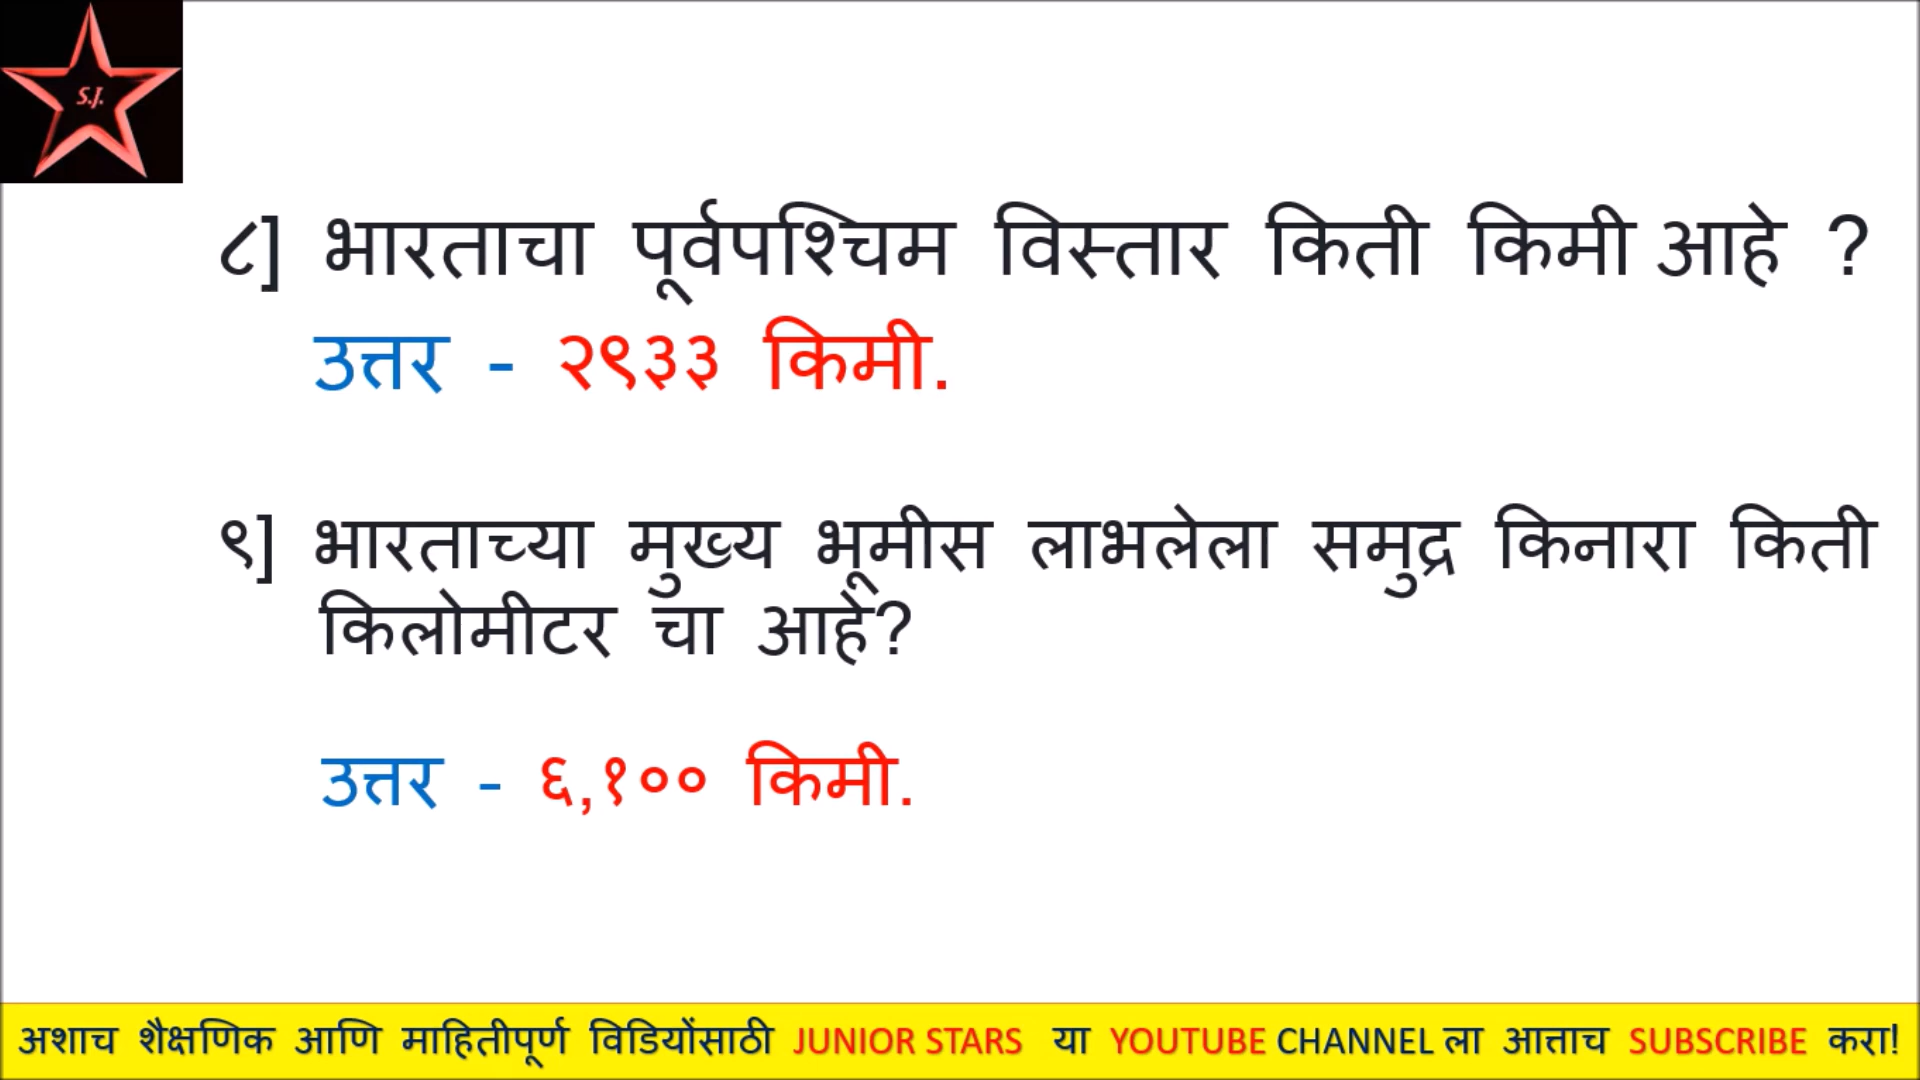 S.J.
८] भारताचा पूर्वपश्चिम विस्तार किती किमी आहे ?
उत्तर - २९३३ किमी.
९] भारताच्या मुख्य भूमीस लाभलेला समुद्र किनारा किती
किलोमीटर चा आहे?
उत्तर - ६,१०० किमी.
अशाच शैक्षणिक आणि माहितीपूर्ण विडियोंसाठी JUNIOR STARS या YOUTUBE CHANNEL ला आत्ताच SUBSCRIBE करा!